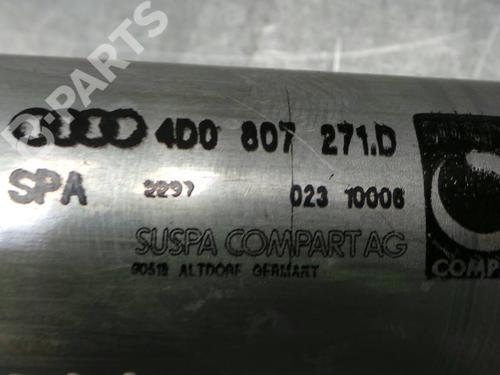 B-PARTS
4D0 807 271.D
SPA 2297 023 10006
SUSPA COMPART AG
90518 ALTDORF GERMANY
COMP